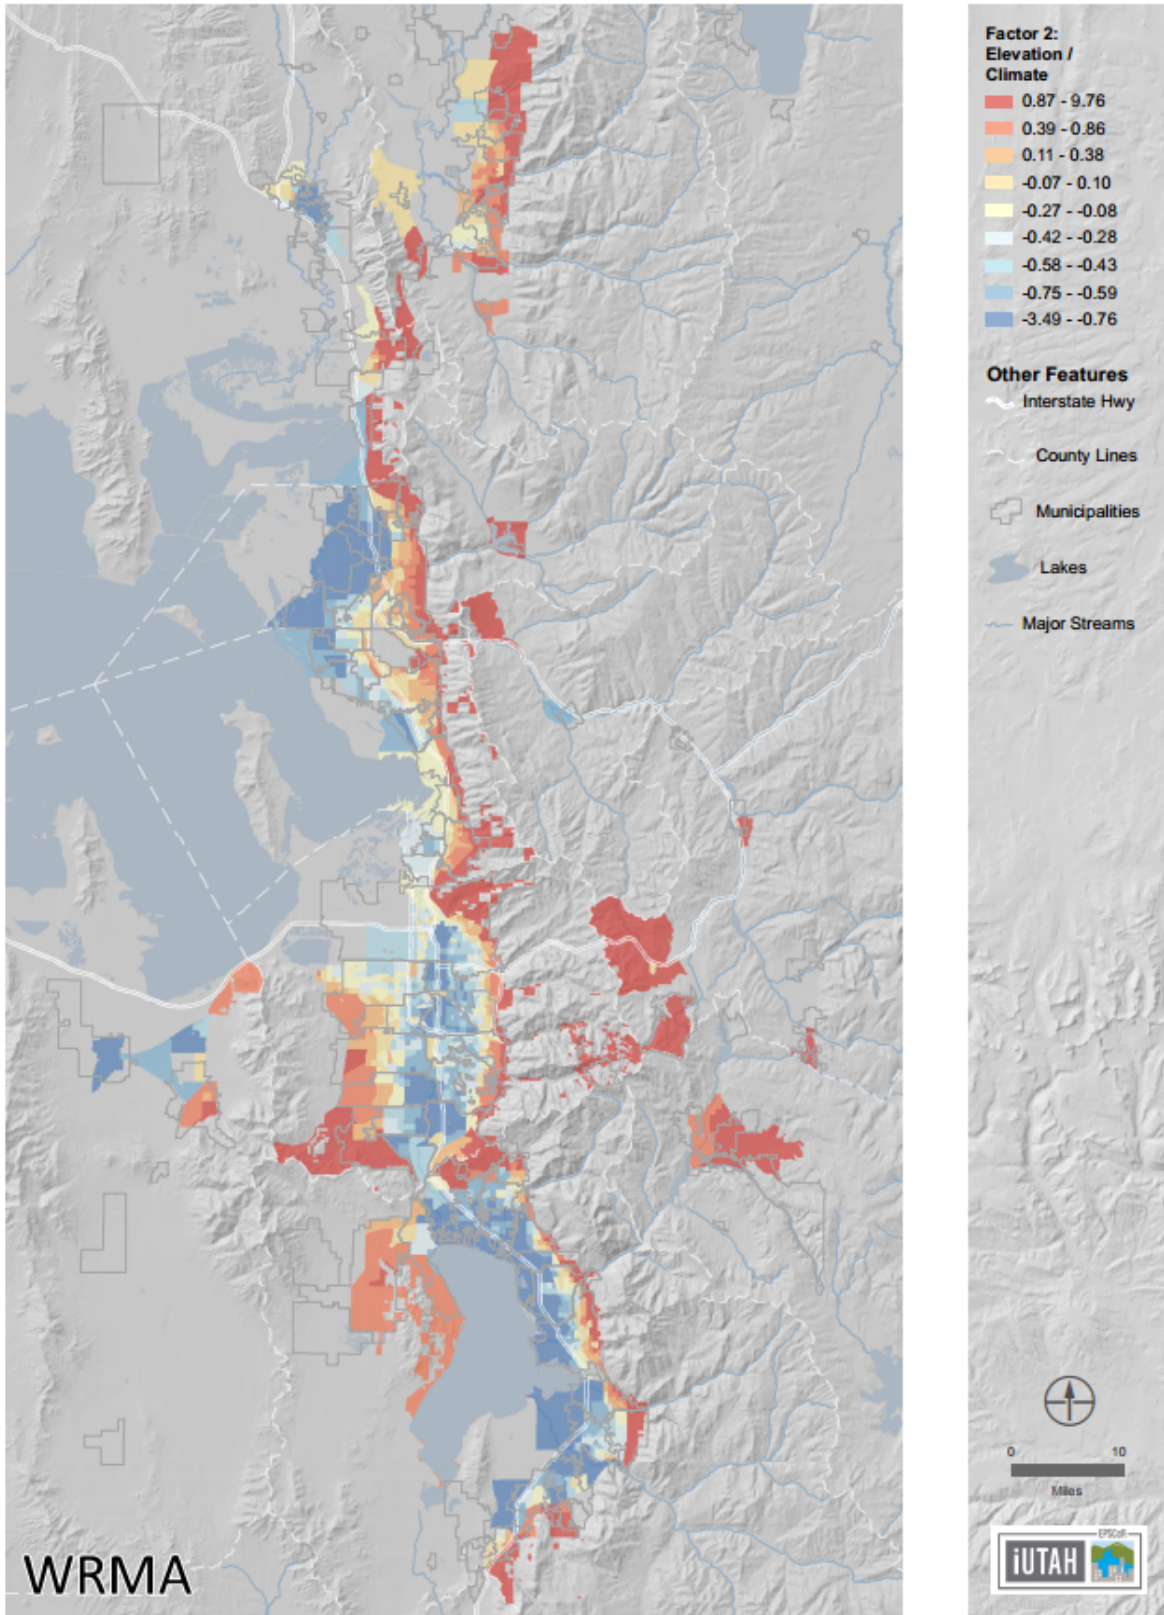 Factor 2:
Elevation /
Climate
0.87 - 9.76
0.39 - 0.86
0.11 - 0.38
-0.07 - 0.10
-0.27 - -0.08
-0.42 - -0.28
-0.58 - -0.43
-0.75 - -0.59
-3.49 - -0.76
Other Features
Interstate Hwy
County Lines
Municipalities
Lakes
Major Streams
0 10
Miles
EPSCoR
iUTAH
WRMA